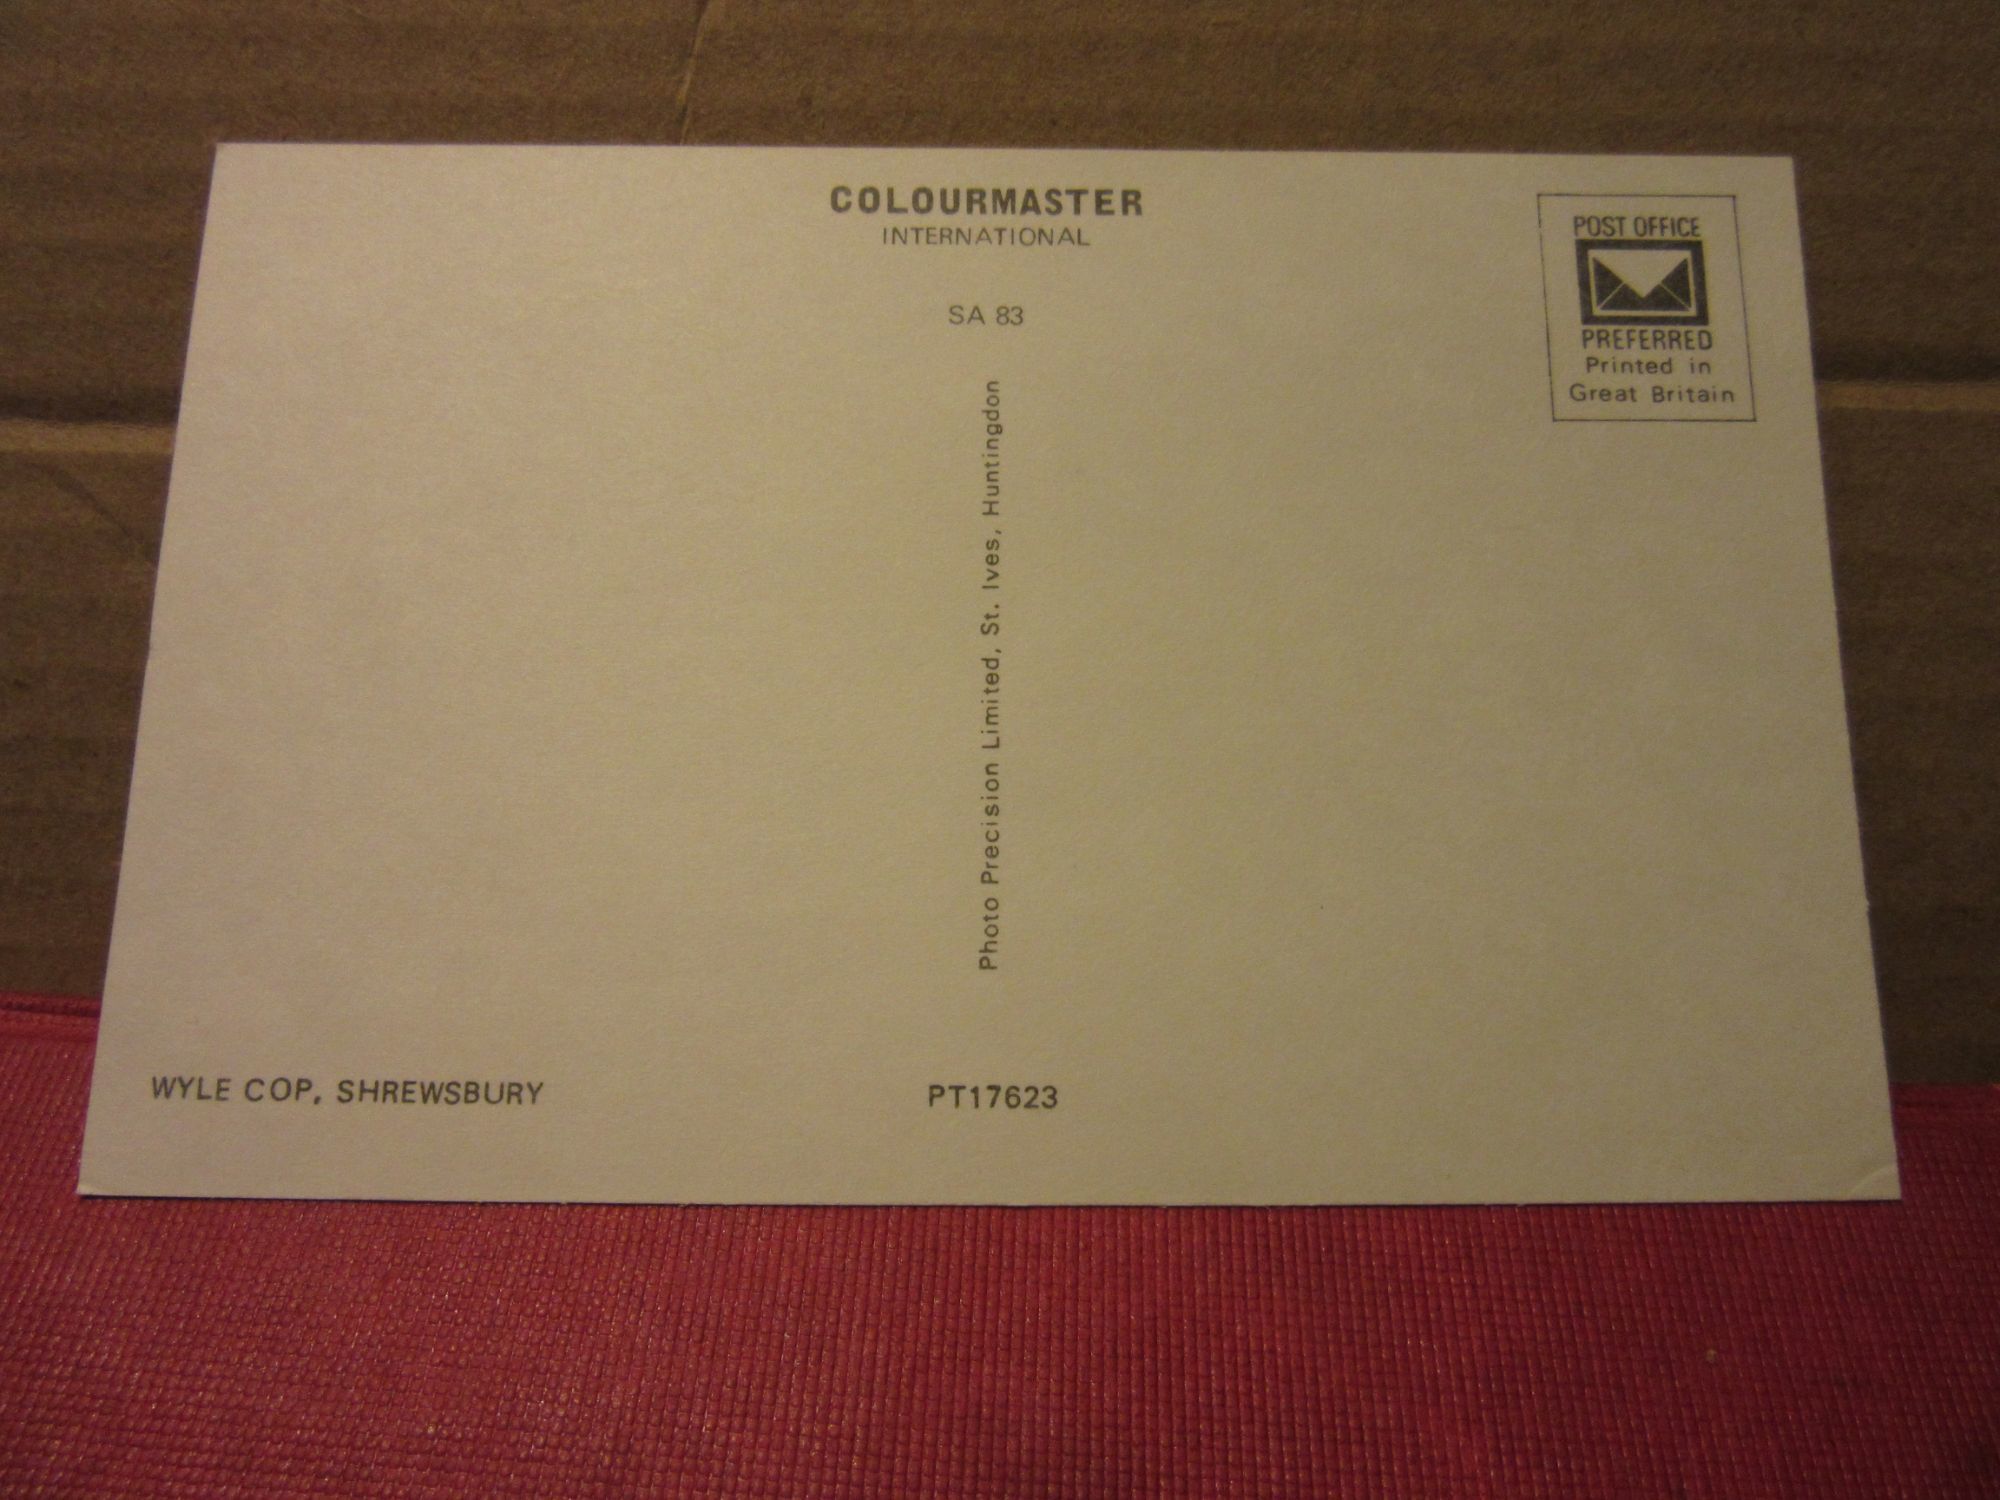 COLOURMASTER
INTERNATIONAL
SA 83
POST OFFICE
PREFERRED
Printed in
Great Britain
Photo Precision Limited, St. Ives, Huntingdon
WYLE COP, SHREWSBURY
PT17623